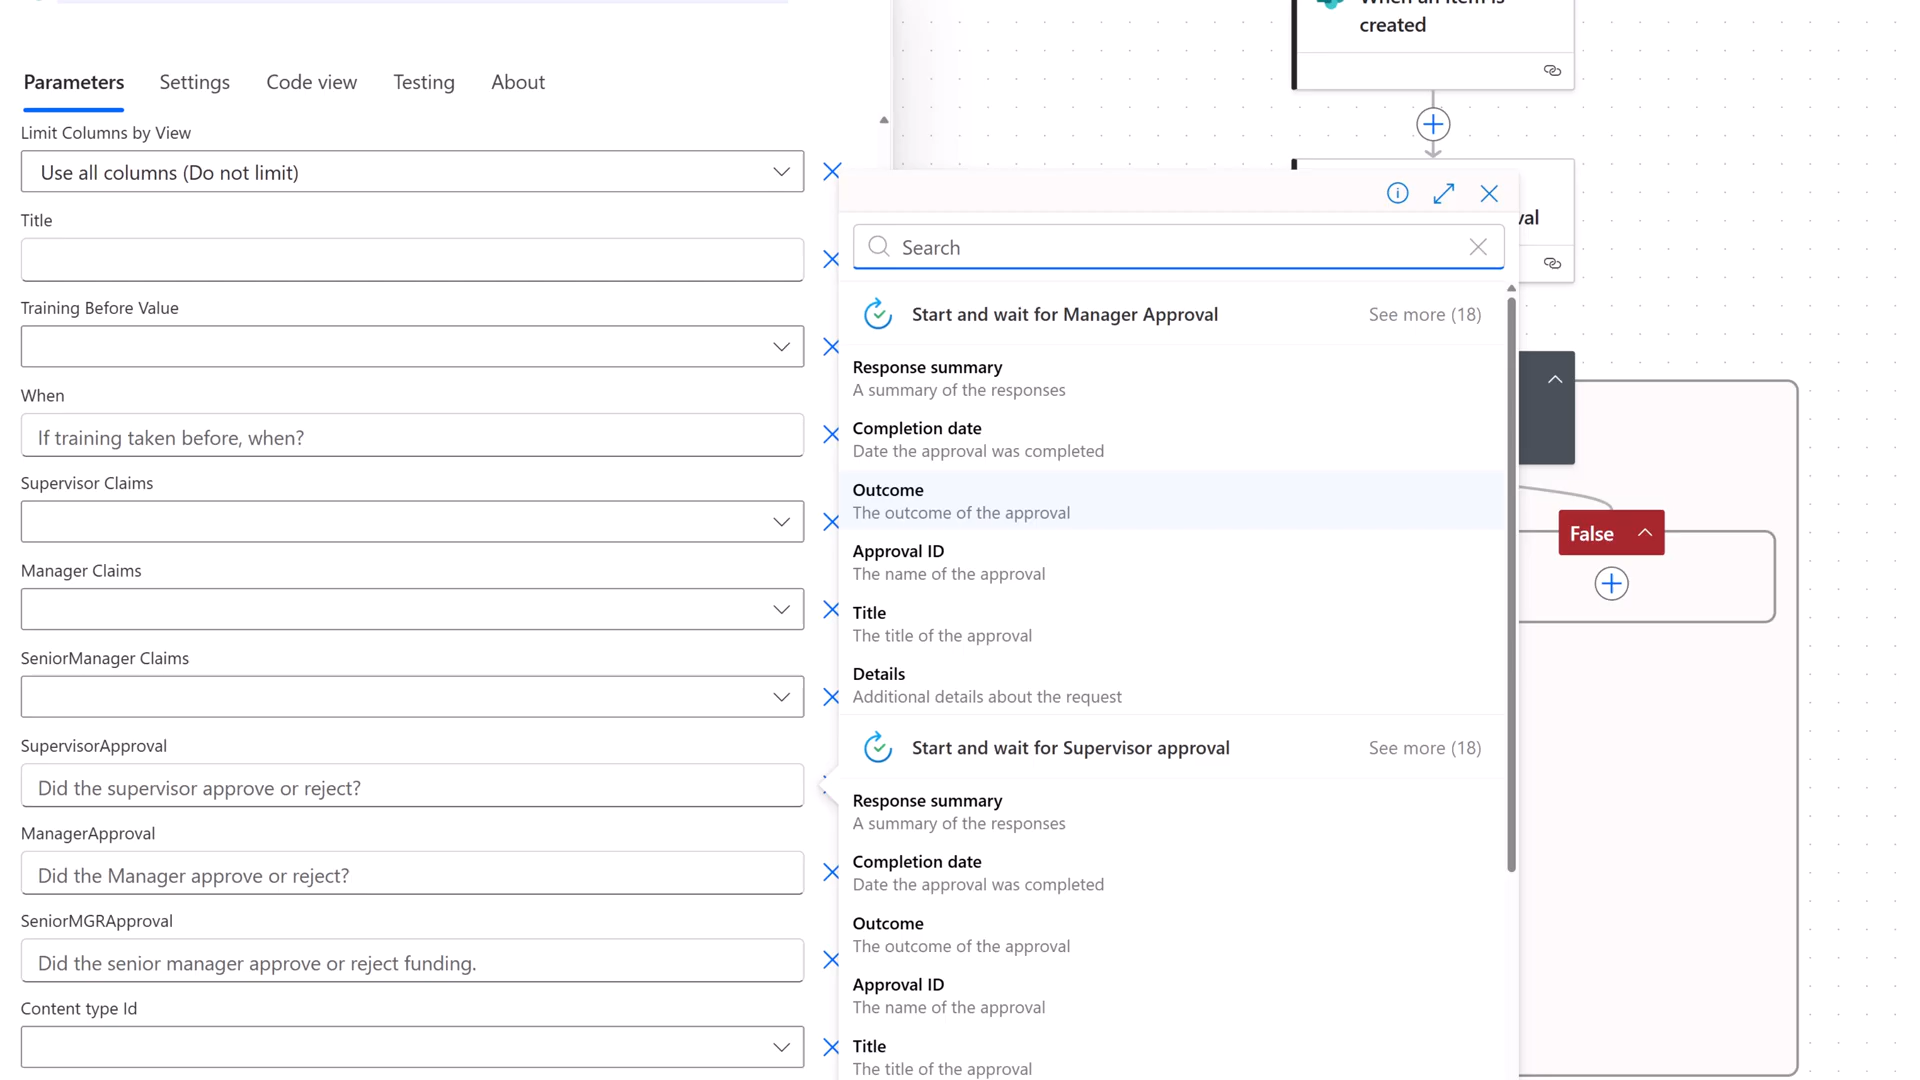 When an item is
created
Parameters
Settings
Code view
Testing
About
Limit Columns by View
Use all columns (Do not limit)
Title
Training Before Value
When
If training taken before, when?
Supervisor Claims
Manager Claims
SeniorManager Claims
SupervisorApproval
Did the supervisor approve or reject?
ManagerApproval
Did the Manager approve or reject?
SeniorMGRApproval
Did the senior manager approve or reject funding.
Content type Id
Search
Start and wait for Manager Approval
See more (18)
Response summary
A summary of the responses
Completion date
Date the approval was completed
Outcome
The outcome of the approval
Approval ID
The name of the approval
Title
The title of the approval
Details
Additional details about the request
Start and wait for Supervisor approval
See more (18)
Response summary
A summary of the responses
Completion date
Date the approval was completed
Outcome
The outcome of the approval
Approval ID
The name of the approval
Title
The title of the approval
False